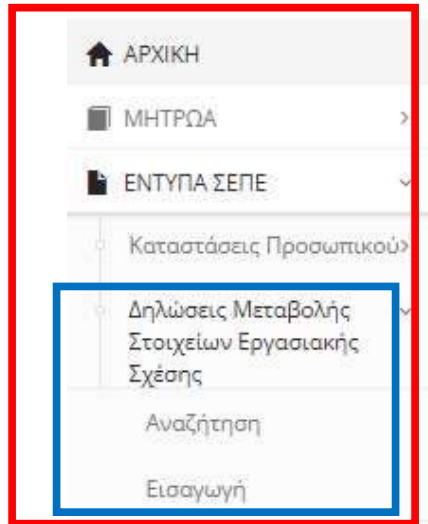 ΑΡΧΙΚΗ
ΜΗΤΡΩΑ
ΕΝΤΥΠΑ ΣΕΠΕ
Καταστάσεις Προσωπικού
Δηλώσεις Μεταβολής
Στοιχείων Εργασιακής
Σχέσης
Αναζήτηση
Εισαγωγή